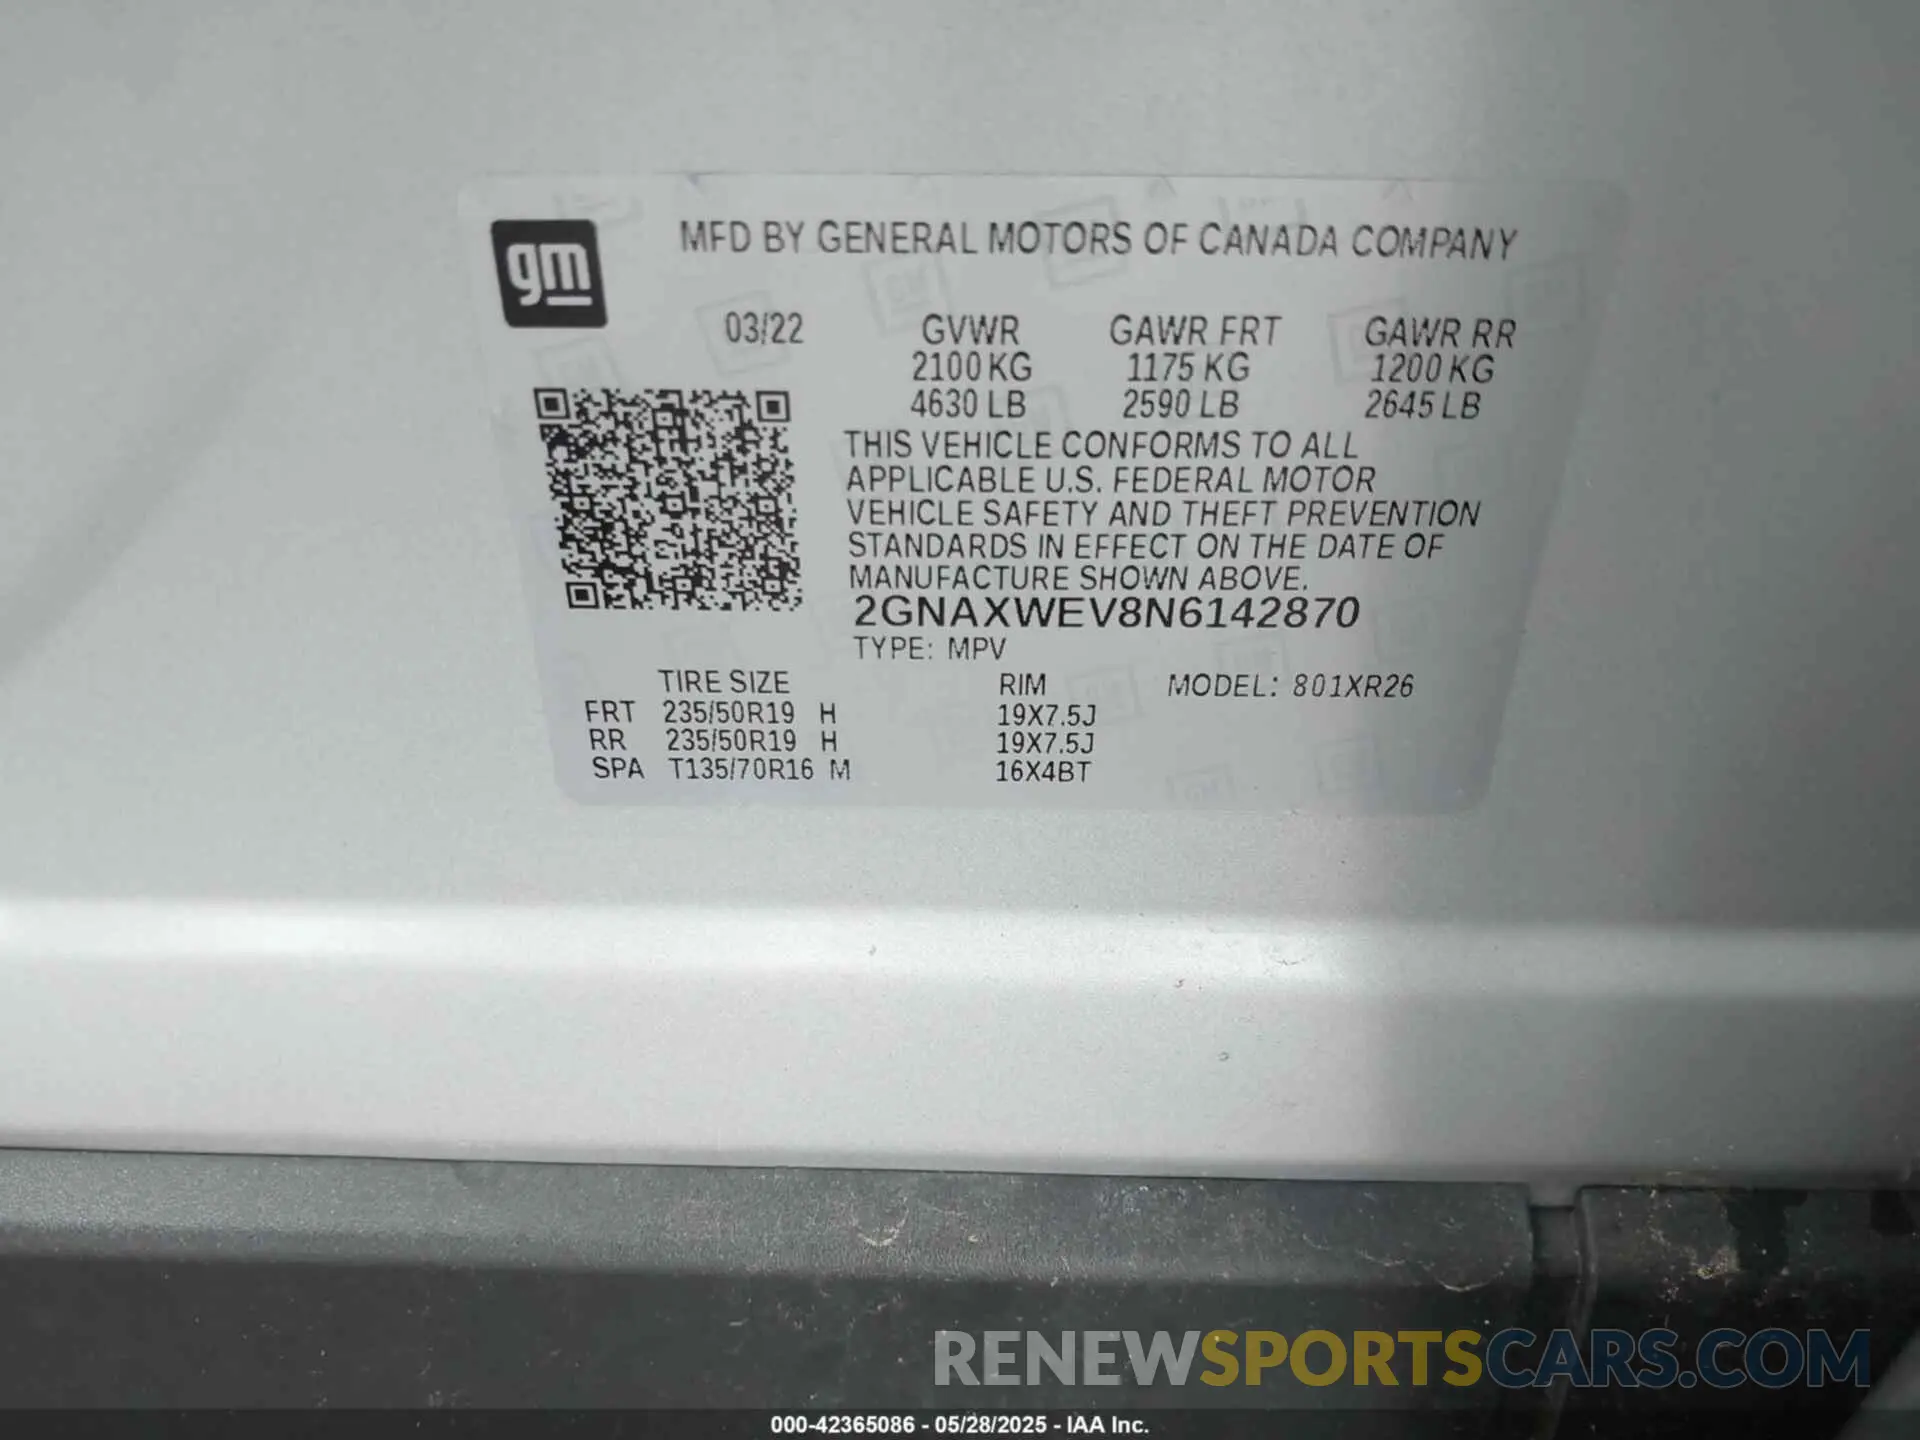 gm
MFD BY GENERAL MOTORS OF CANADA COMPANY
03/22 GVWR GAWR FRT GAWR RR
2100 KG 1175 KG 1200 KG
4630 LB 2590 LB 2645 LB
THIS VEHICLE CONFORMS TO ALL
APPLICABLE U.S. FEDERAL MOTOR
VEHICLE SAFETY AND THEFT PREVENTION
STANDARDS IN EFFECT ON THE DATE OF
MANUFACTURE SHOWN ABOVE.
2GNAXWEV8N6142870
TYPE: MPV
TIRE SIZE RIM MODEL: 801XR26
FRT 235/50R19 H 19X7.5J
RR 235/50R19 H 19X7.5J
SPA T135/70R16 M 16X4BT
RENEWSPORTSCARS.COM
000-42365086 - 05/28/2025 - IAA Inc.